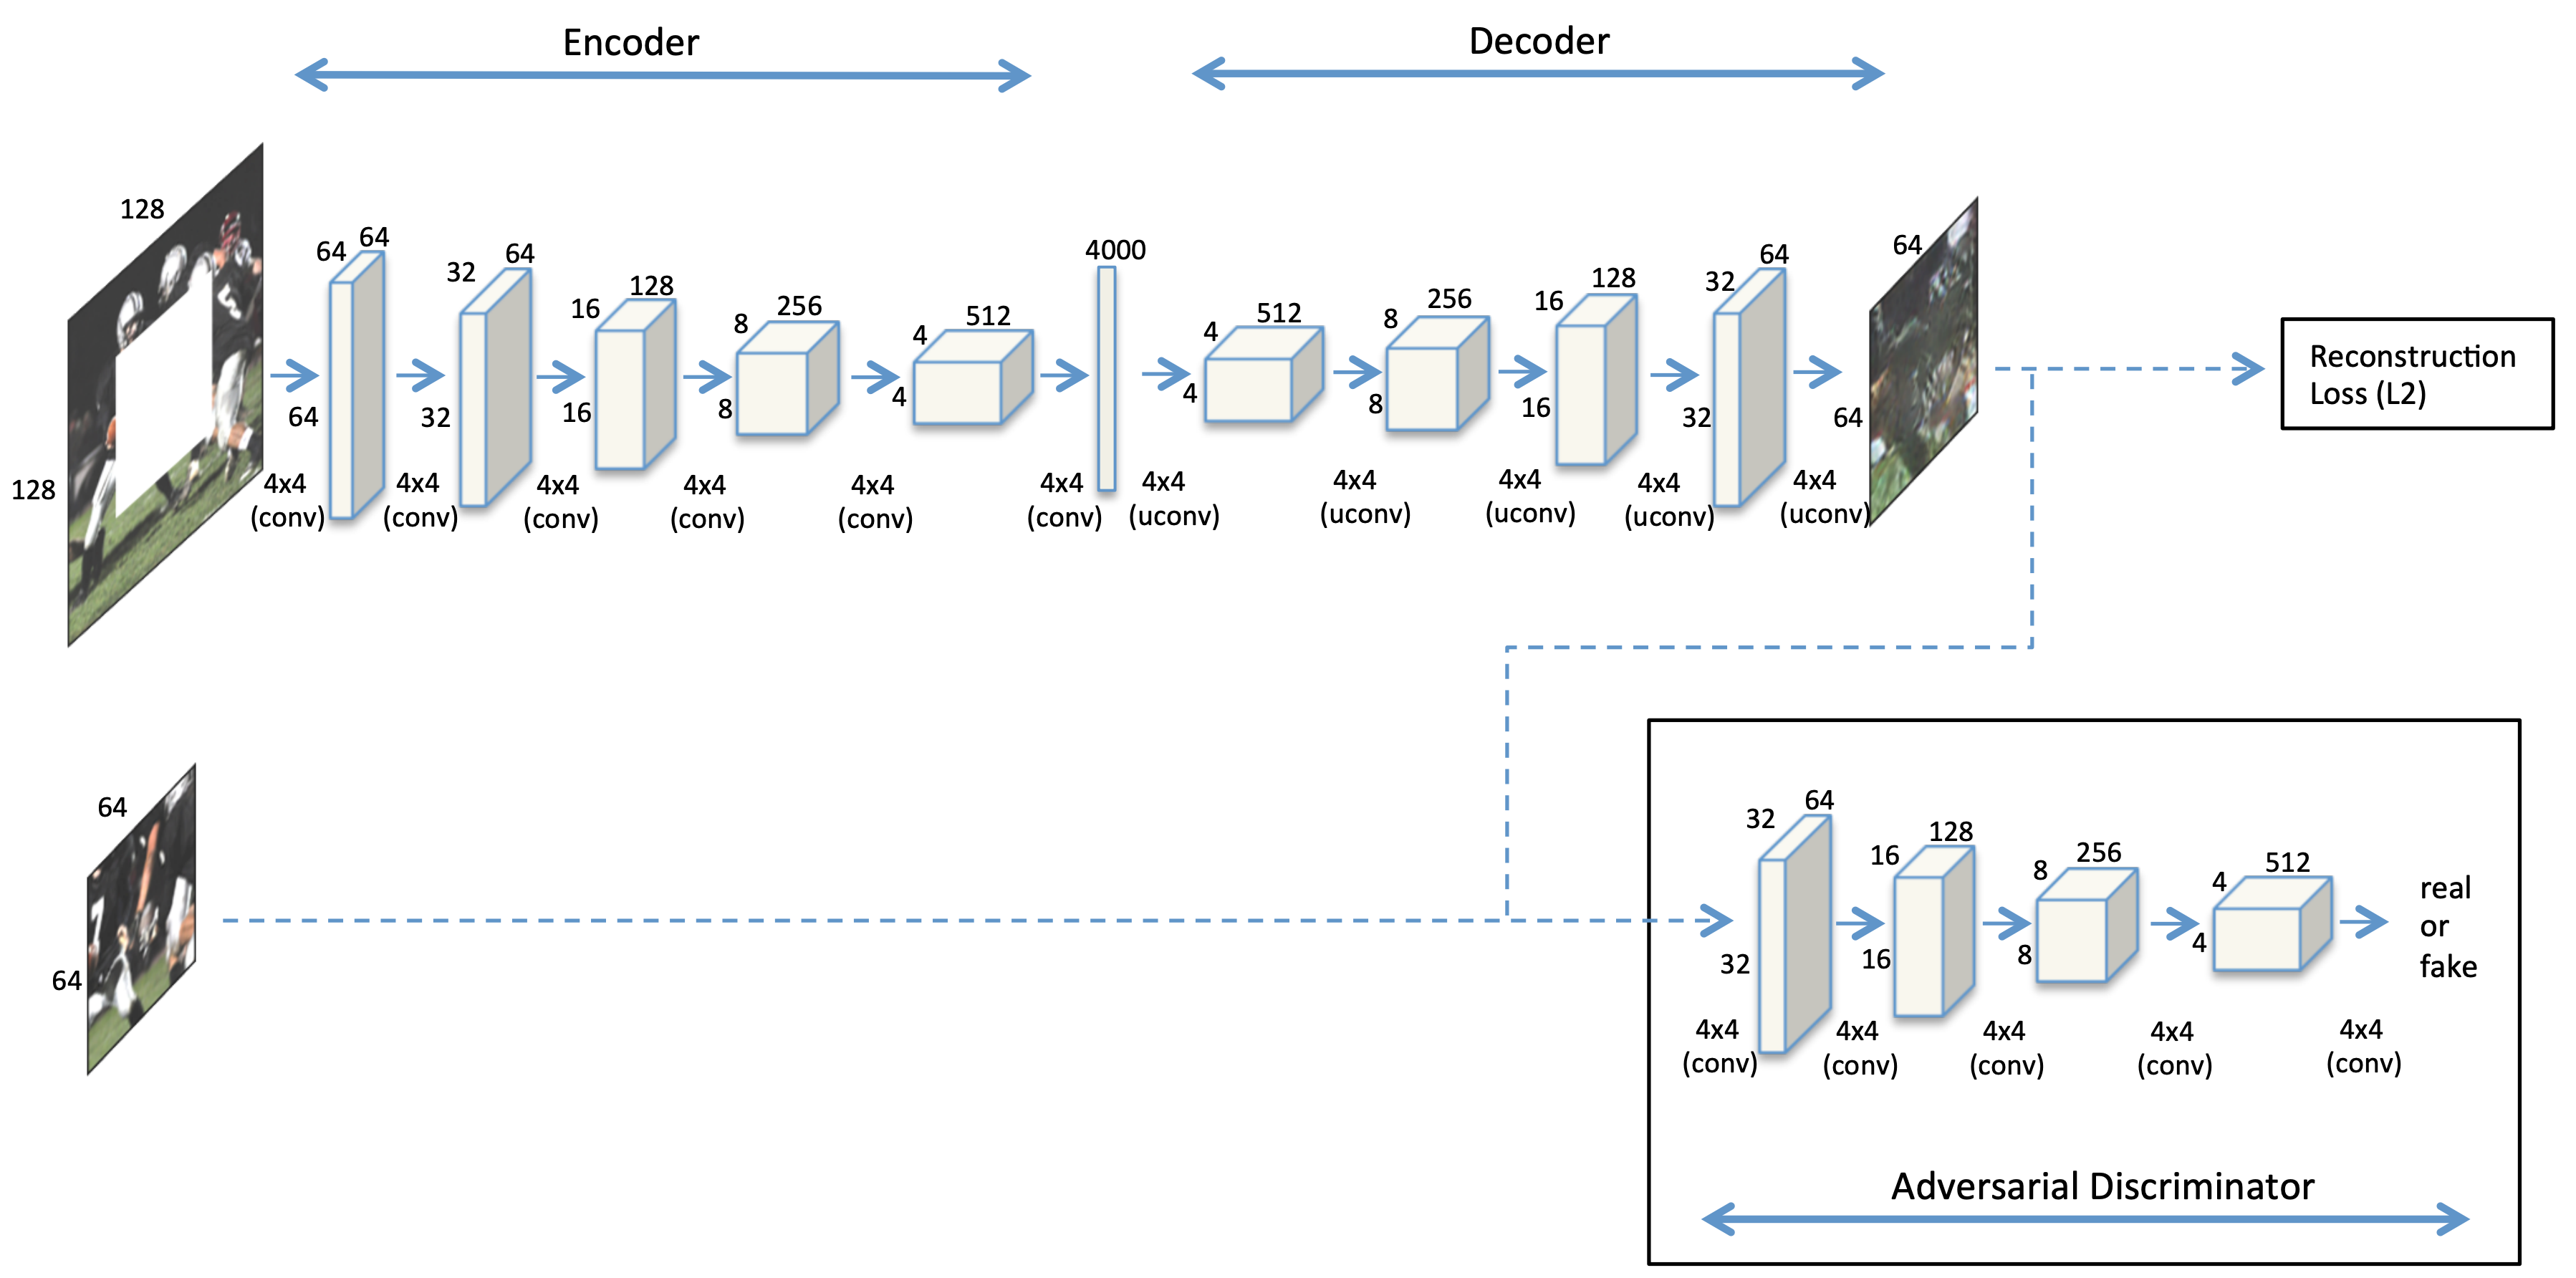 Encoder
Decoder
128
128
64 64
64
4x4
(conv)
32 64
32
4x4
(conv)
16 128
16
4x4
(conv)
8 256
8
4x4
(conv)
4 512
4
4x4
(conv)
4000
4x4
(conv)
4x4
(uconv)
4 512
4
4x4
(uconv)
8 256
8
4x4
(uconv)
16 128
16
4x4
(uconv)
32 64
32
4x4
(uconv)
64
64
Reconstruction
Loss (L2)
64
64
7
5
4x4
(conv)
32 64
32
4x4
(conv)
16 128
16
4x4
(conv)
8 256
8
4x4
(conv)
4 512
4
4x4
(conv)
real
or
fake
Adversarial Discriminator